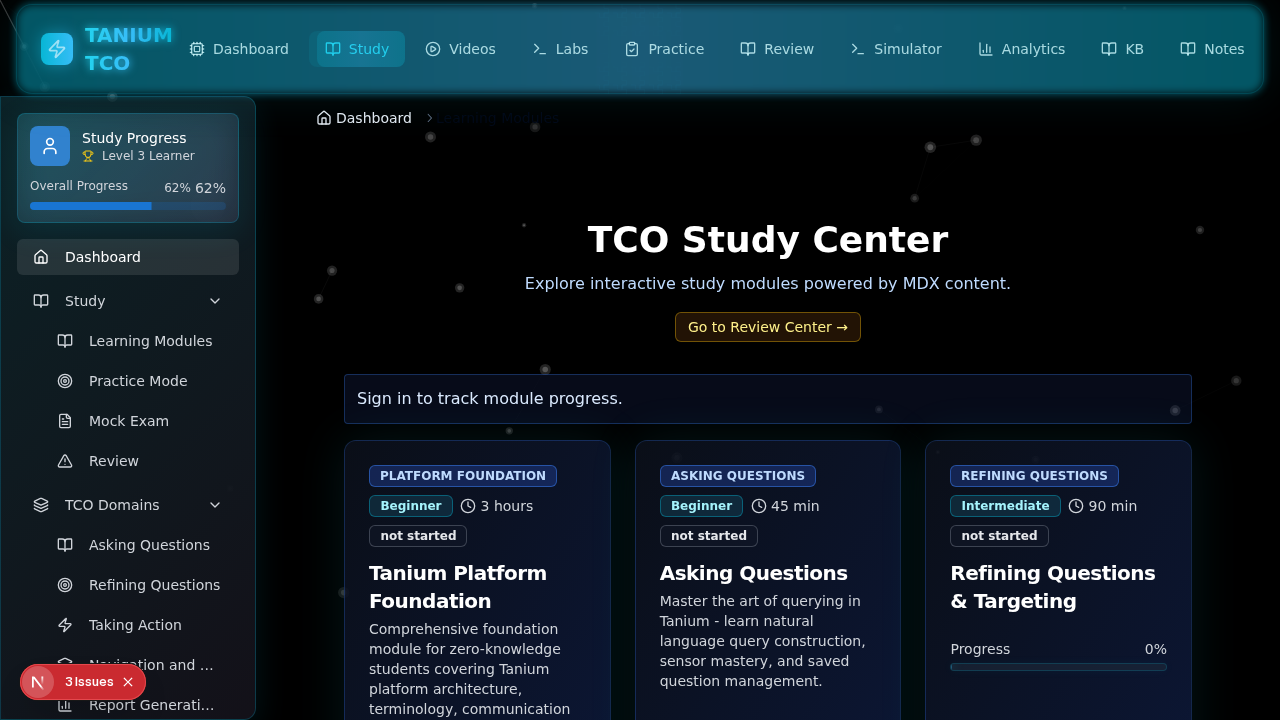 TANIUM
TCO
Dashboard
Study
Videos
Labs
Practice
Review
Simulator
Analytics
KB
Notes
Study Progress
Level 3 Learner
Overall Progress
62% 62%
Dashboard
Study
Learning Modules
Practice Mode
Mock Exam
Review
TCO Domains
Asking Questions
Refining Questions
Taking Action
Navigation and ...
Report Generati...
3 Issues
Dashboard
Learning Modules
TCO Study Center
Explore interactive study modules powered by MDX content.
Go to Review Center →
Sign in to track module progress.
PLATFORM FOUNDATION
Beginner 3 hours
not started
Tanium Platform
Foundation
Comprehensive foundation
module for zero-knowledge
students covering Tanium
platform architecture,
terminology, communication
ASKING QUESTIONS
Beginner 45 min
not started
Asking Questions
Master the art of querying in
Tanium - learn natural
language query construction,
sensor mastery, and saved
question management.
REFINING QUESTIONS
Intermediate 90 min
not started
Refining Questions
& Targeting
Progress 0%